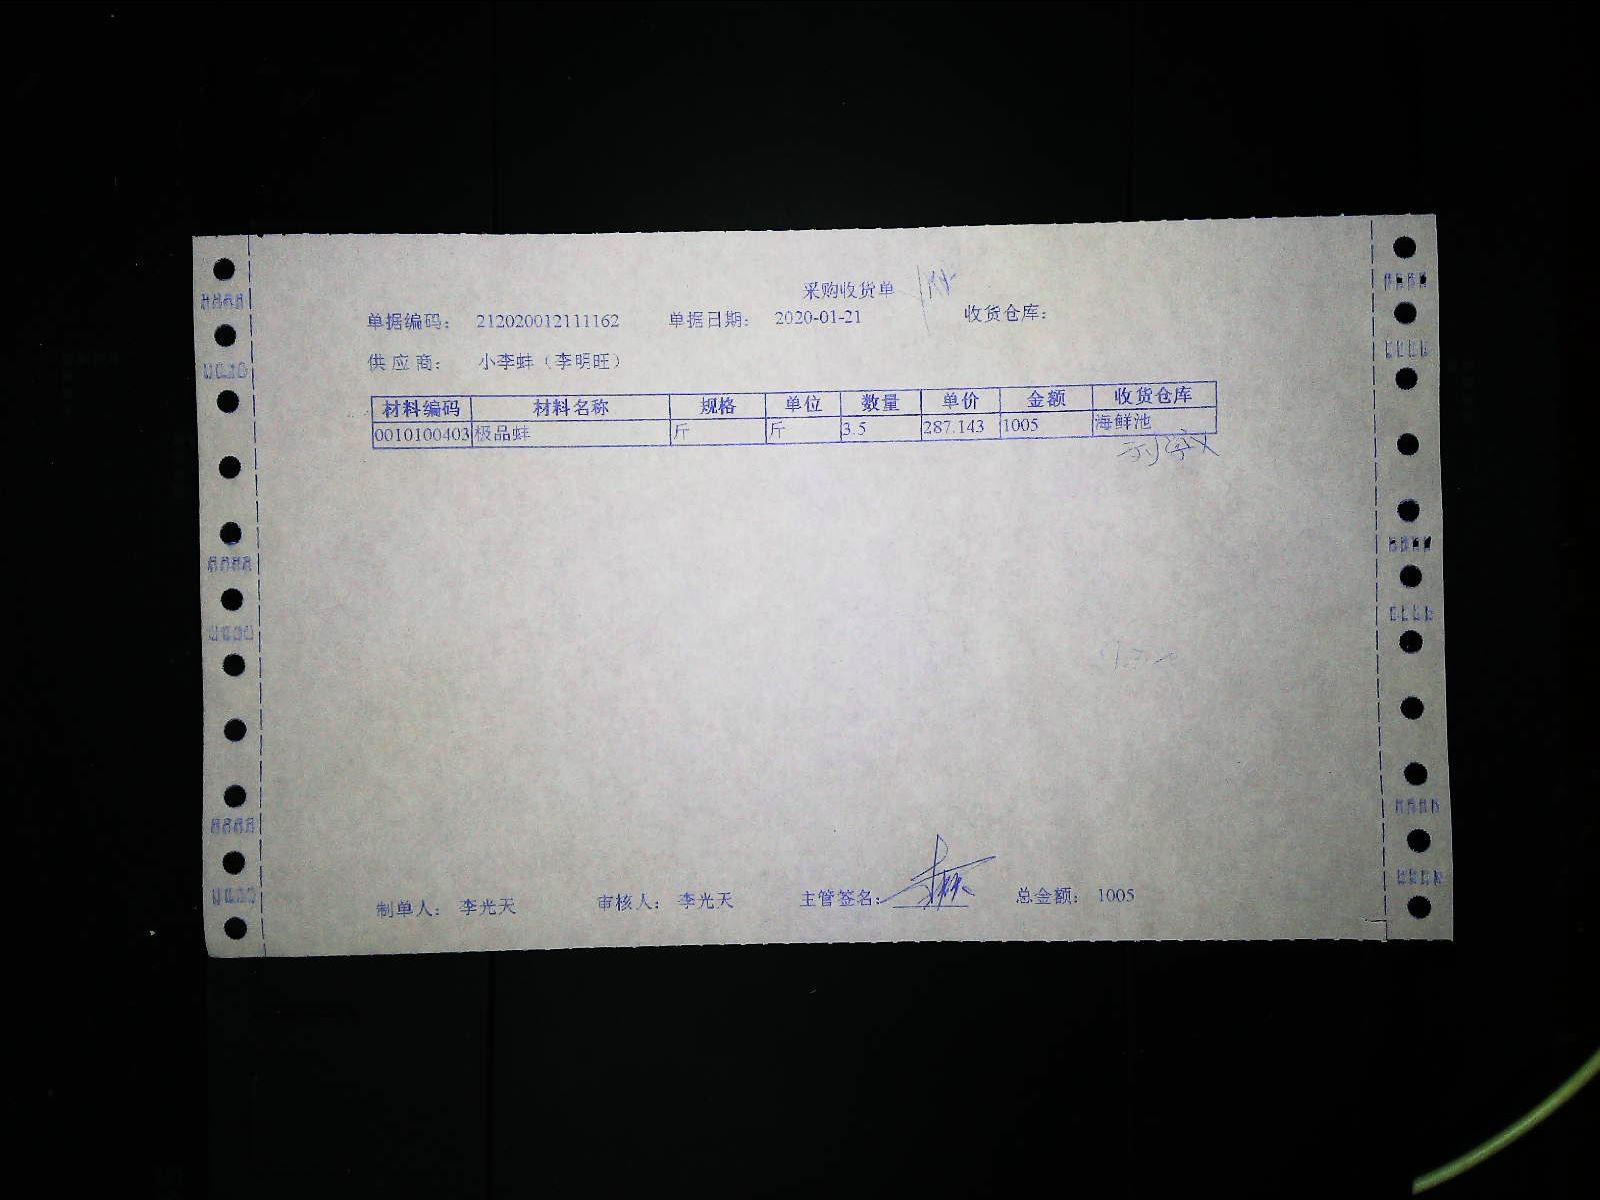 采购收货单
单据编码: 212020012111162 单据日期: 2020-01-21 收货仓库:
供应商: 小李蚌（李明旺）
材料编码 材料名称 规格 单位 数量 单价 金额 收货仓库
0010100403 极品蚌 斤 斤 3.5 287.143 1005 海鲜池
制单人: 李光天 审核人: 李光天 主管签名: 总金额: 1005